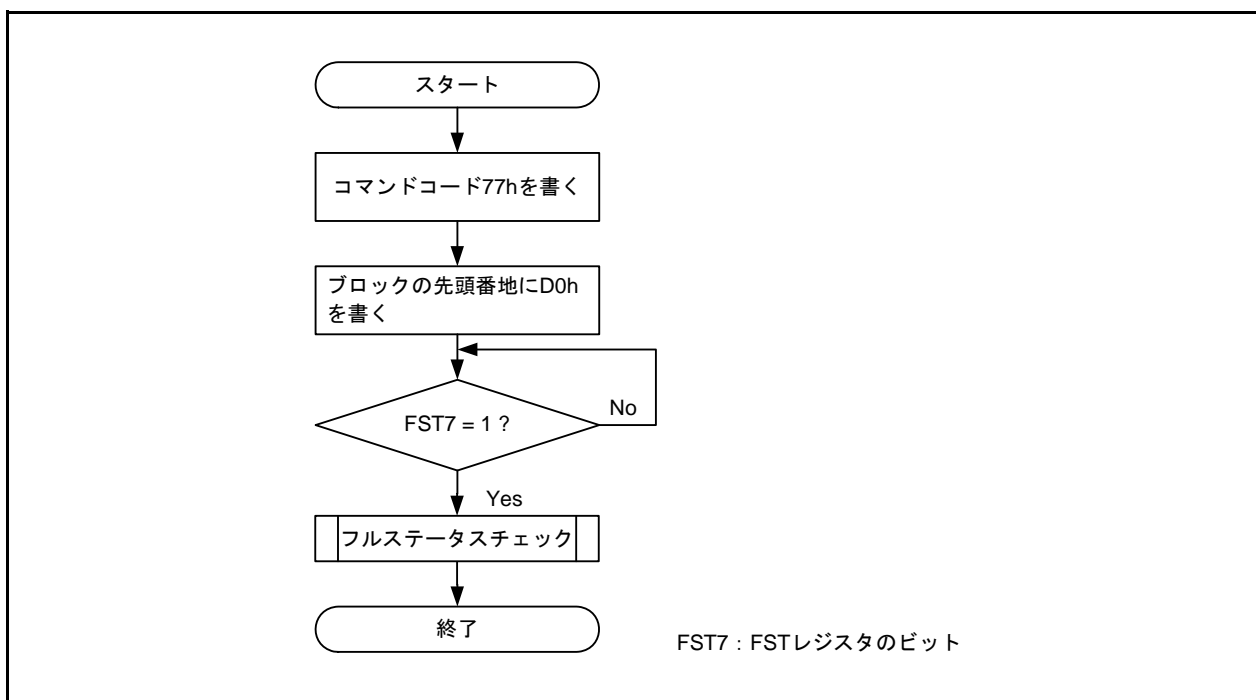 スタート
コマンドコード77hを書く
ブロックの先頭番地にD0h
を書く
FST7 = 1 ?
No
Yes
フルステータスチェック
終了
FST7：FSTレジスタのビット